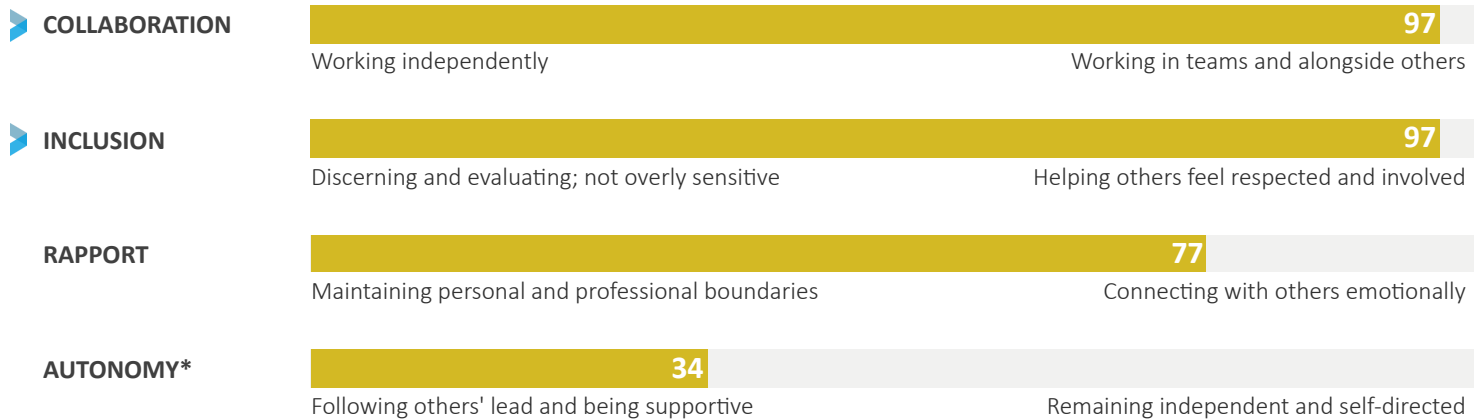 COLLABORATION 97
Working independently Working in teams and alongside others
INCLUSION 97
Discerning and evaluating; not overly sensitive Helping others feel respected and involved
RAPPORT 77
Maintaining personal and professional boundaries Connecting with others emotionally
AUTONOMY* 34
Following others' lead and being supportive Remaining independent and self-directed